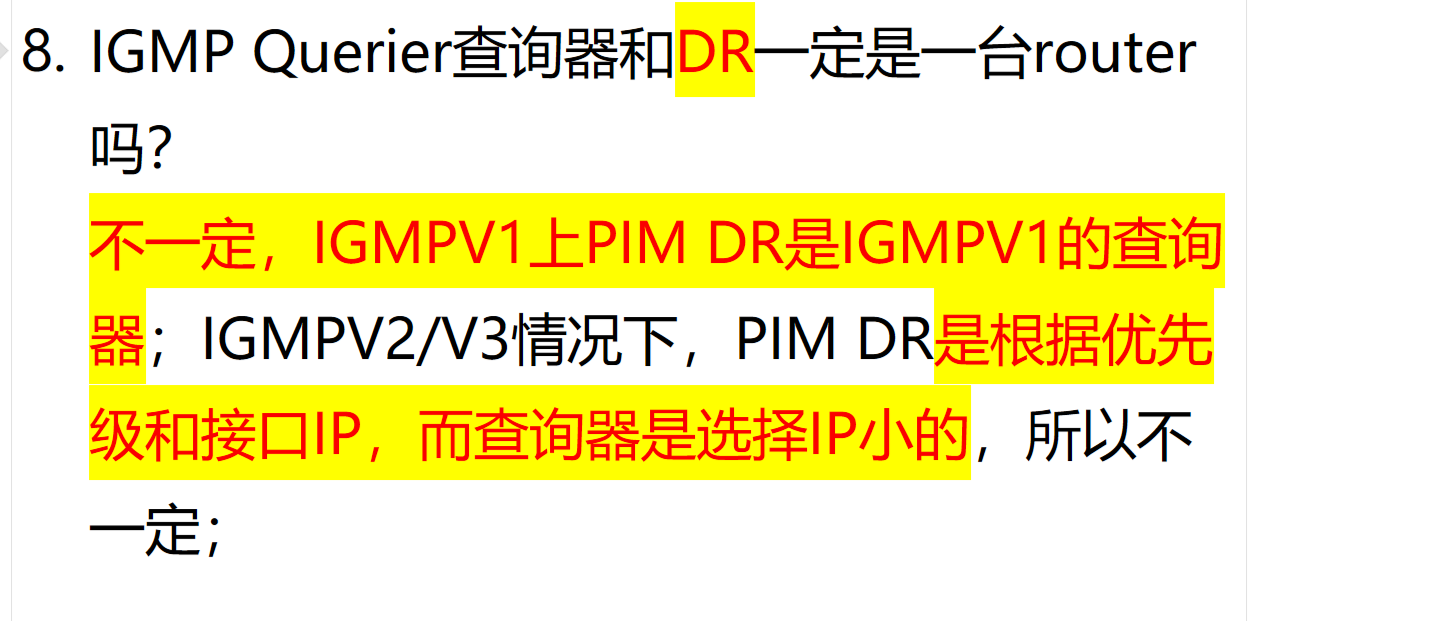 8. IGMP Querier查询器和DR一定是一台router
吗？
不一定，IGMPV1上PIM DR是IGMPV1的查询
器；IGMPV2/V3情况下，PIM DR是根据优先
级和接口IP，而查询器是选择IP小的，所以不
一定；